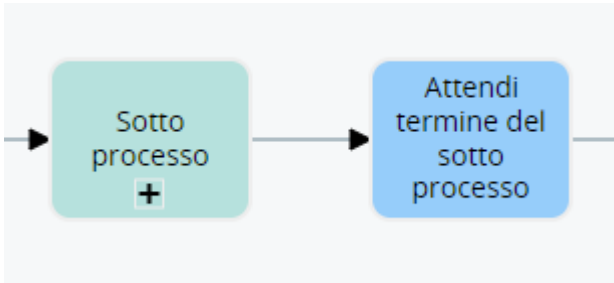 Sotto
processo
Attendi
termine del
sotto
processo